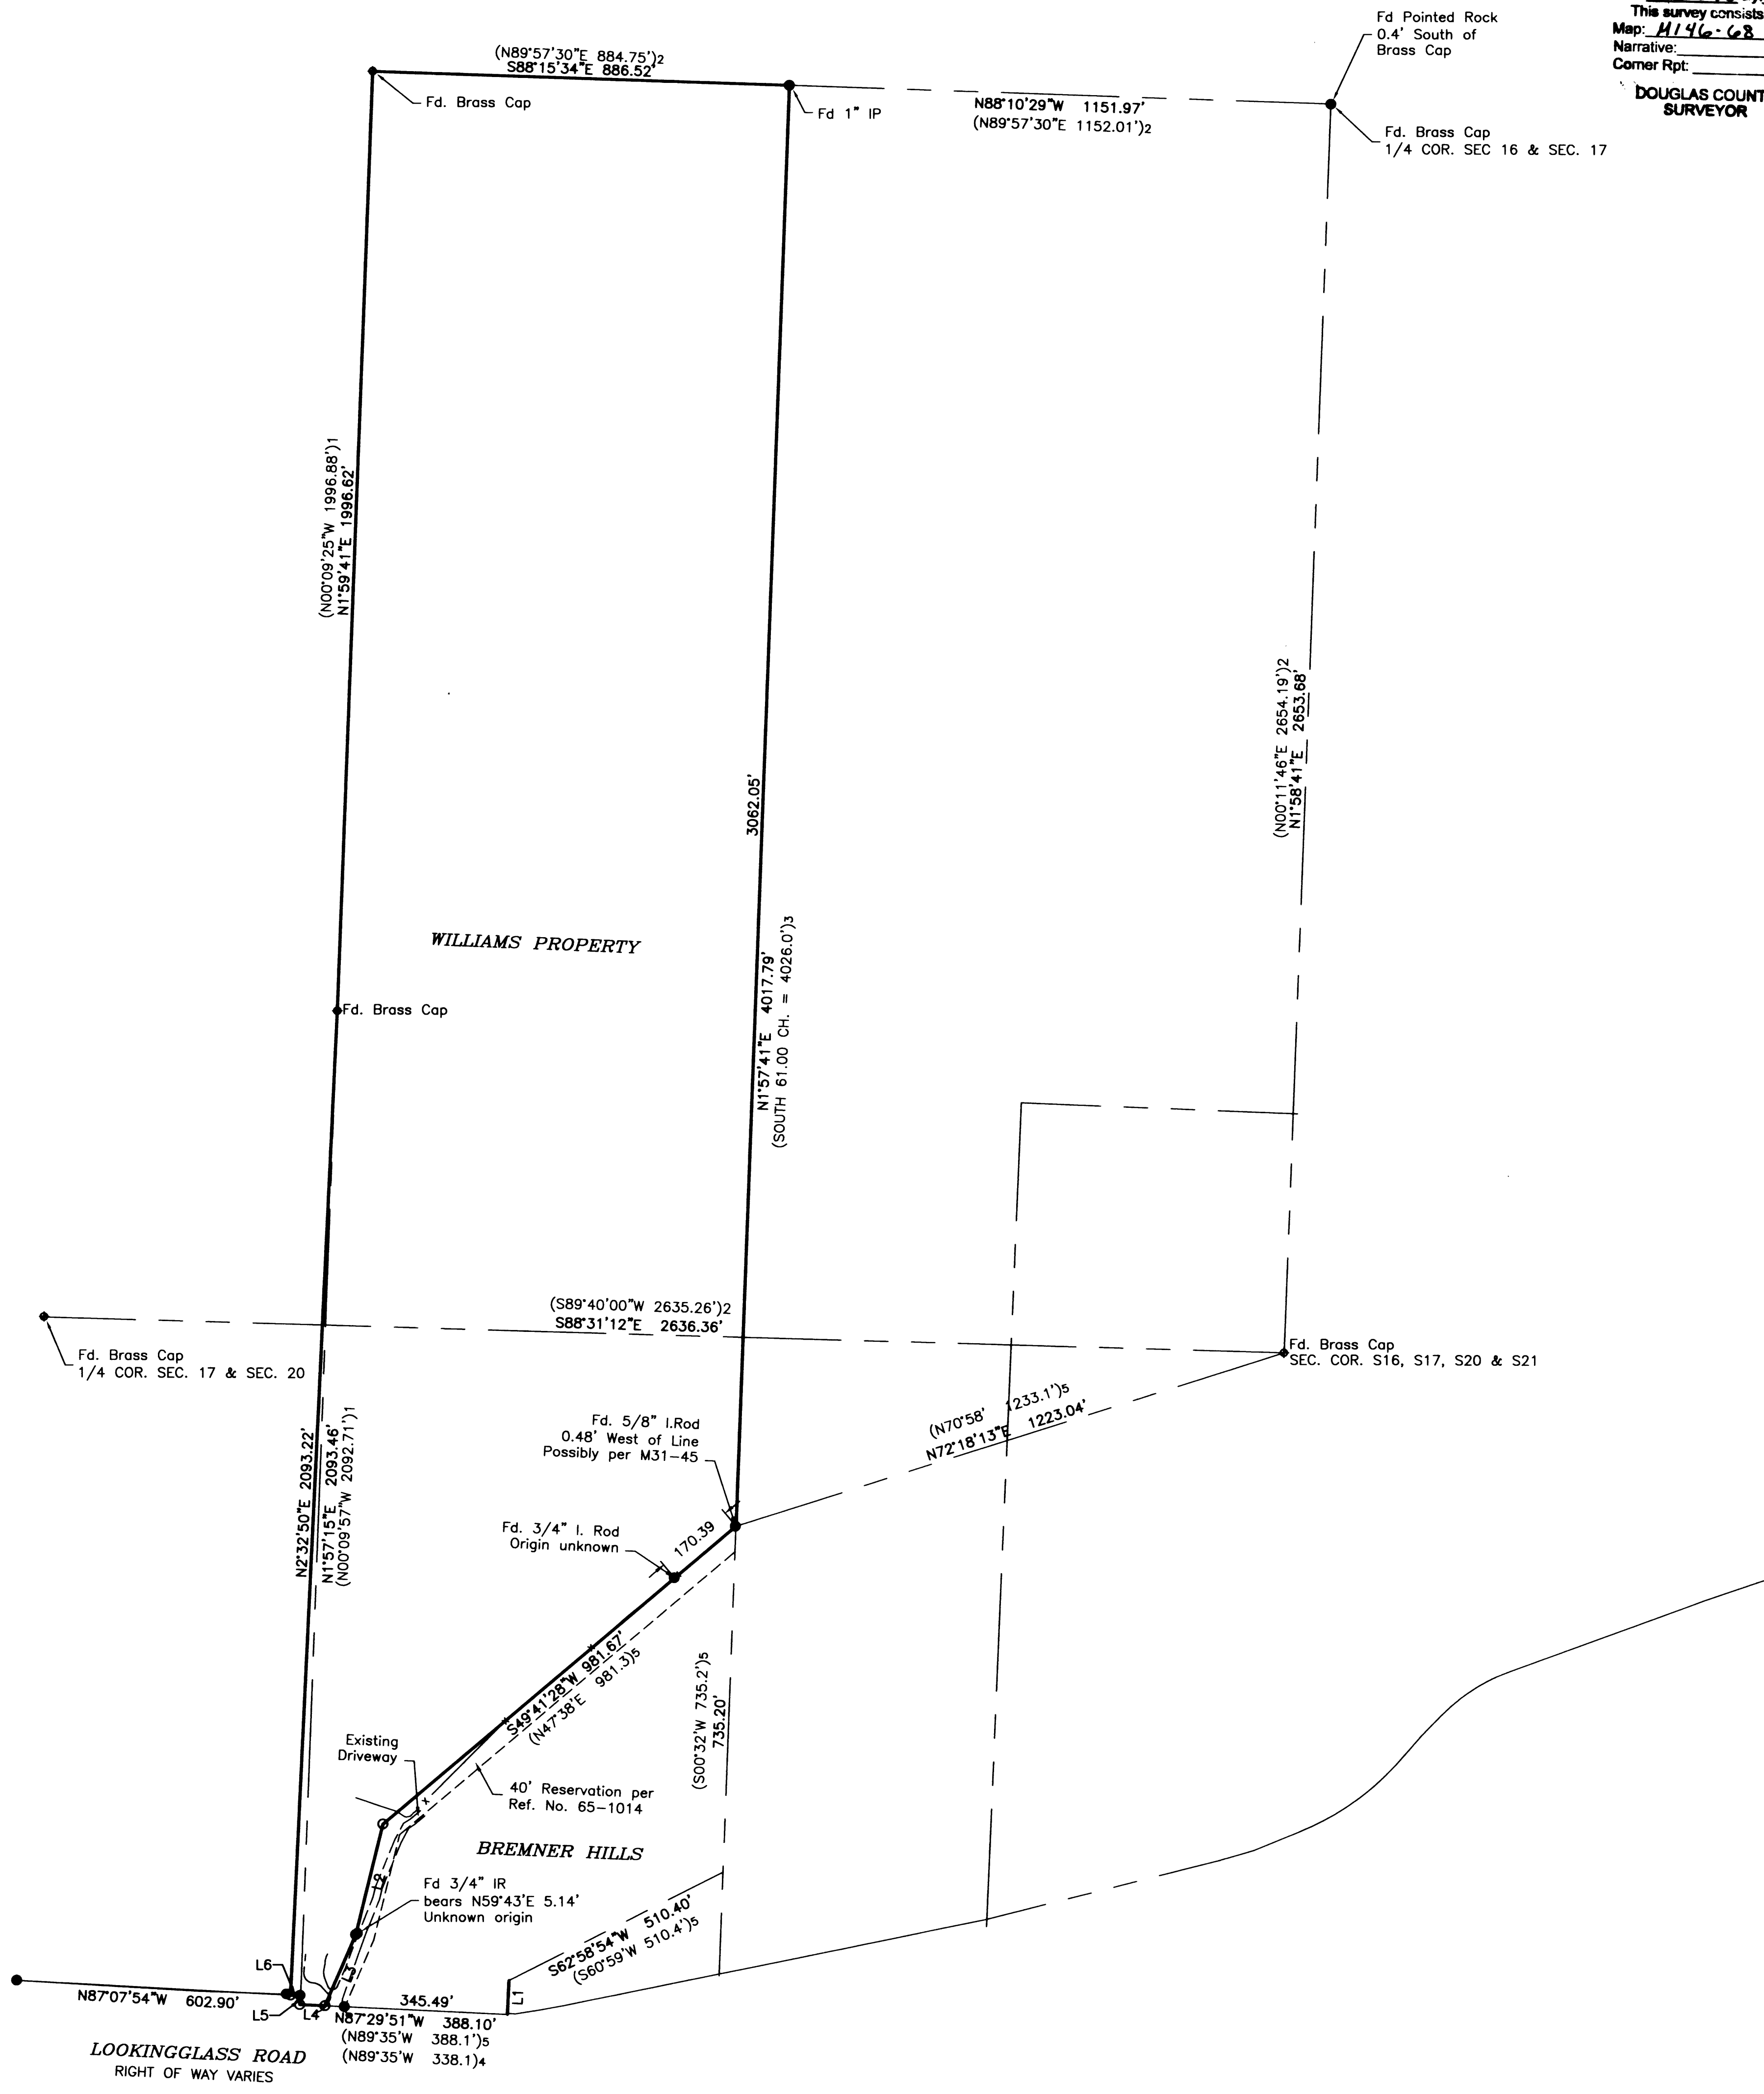 This survey consists
Map: M146-68
Narrative:
Corner Rpt:
DOUGLAS COUNT
SURVEYOR
Fd Pointed Rock
0.4' South of
Brass Cap
(N89°57'30"E 884.75')2
S88°15'34"E 886.52'
Fd. Brass Cap
Fd 1" IP
N88°10'29"W 1151.97'
(N89°57'30"E 1152.01')2
Fd. Brass Cap
1/4 COR. SEC 16 & SEC. 17
(N00°09'25"W 1996.88')1
N1°59'41"E 1996.62'
3062.05'
(N00°11'46"E 2654.19')2
N1°58'41"E 2653.68'
WILLIAMS PROPERTY
N1°57'41"E 4017.79'
(SOUTH 61.00 CH. = 4026.0')3
Fd. Brass Cap
(S89°40'00"W 2635.26')2
S88°31'12"E 2636.36'
Fd. Brass Cap
1/4 COR. SEC. 17 & SEC. 20
Fd. Brass Cap
SEC. COR. S16, S17, S20 & S21
(N70°58' 1233.1')5
N72°18'13"E 1223.04'
Fd. 5/8" I.Rod
0.48' West of Line
Possibly per M31-45
N2°32'50"E 2093.22'
N1°57'15"E 2093.46'
(N00°09'57"W 2092.71')1
Fd. 3/4" I. Rod
Origin unknown
170.39
S49°41'28"W 981.67'
(N47°38'E 981.3)5
(S00°32'W 735.2')5
735.20'
Existing
Driveway
40' Reservation per
Ref. No. 65-1014
BREMNER HILLS
L2
Fd 3/4" IR
bears N59°43'E 5.14'
Unknown origin
S62°58'54"W 510.40'
(S60°59'W 510.4')5
L6
L3
L1
N87°07'54"W 602.90'
L5
L4
345.49'
N87°29'51"W 388.10'
(N89°35'W 388.1')5
(N89°35'W 338.1)4
LOOKINGGLASS ROAD
RIGHT OF WAY VARIES